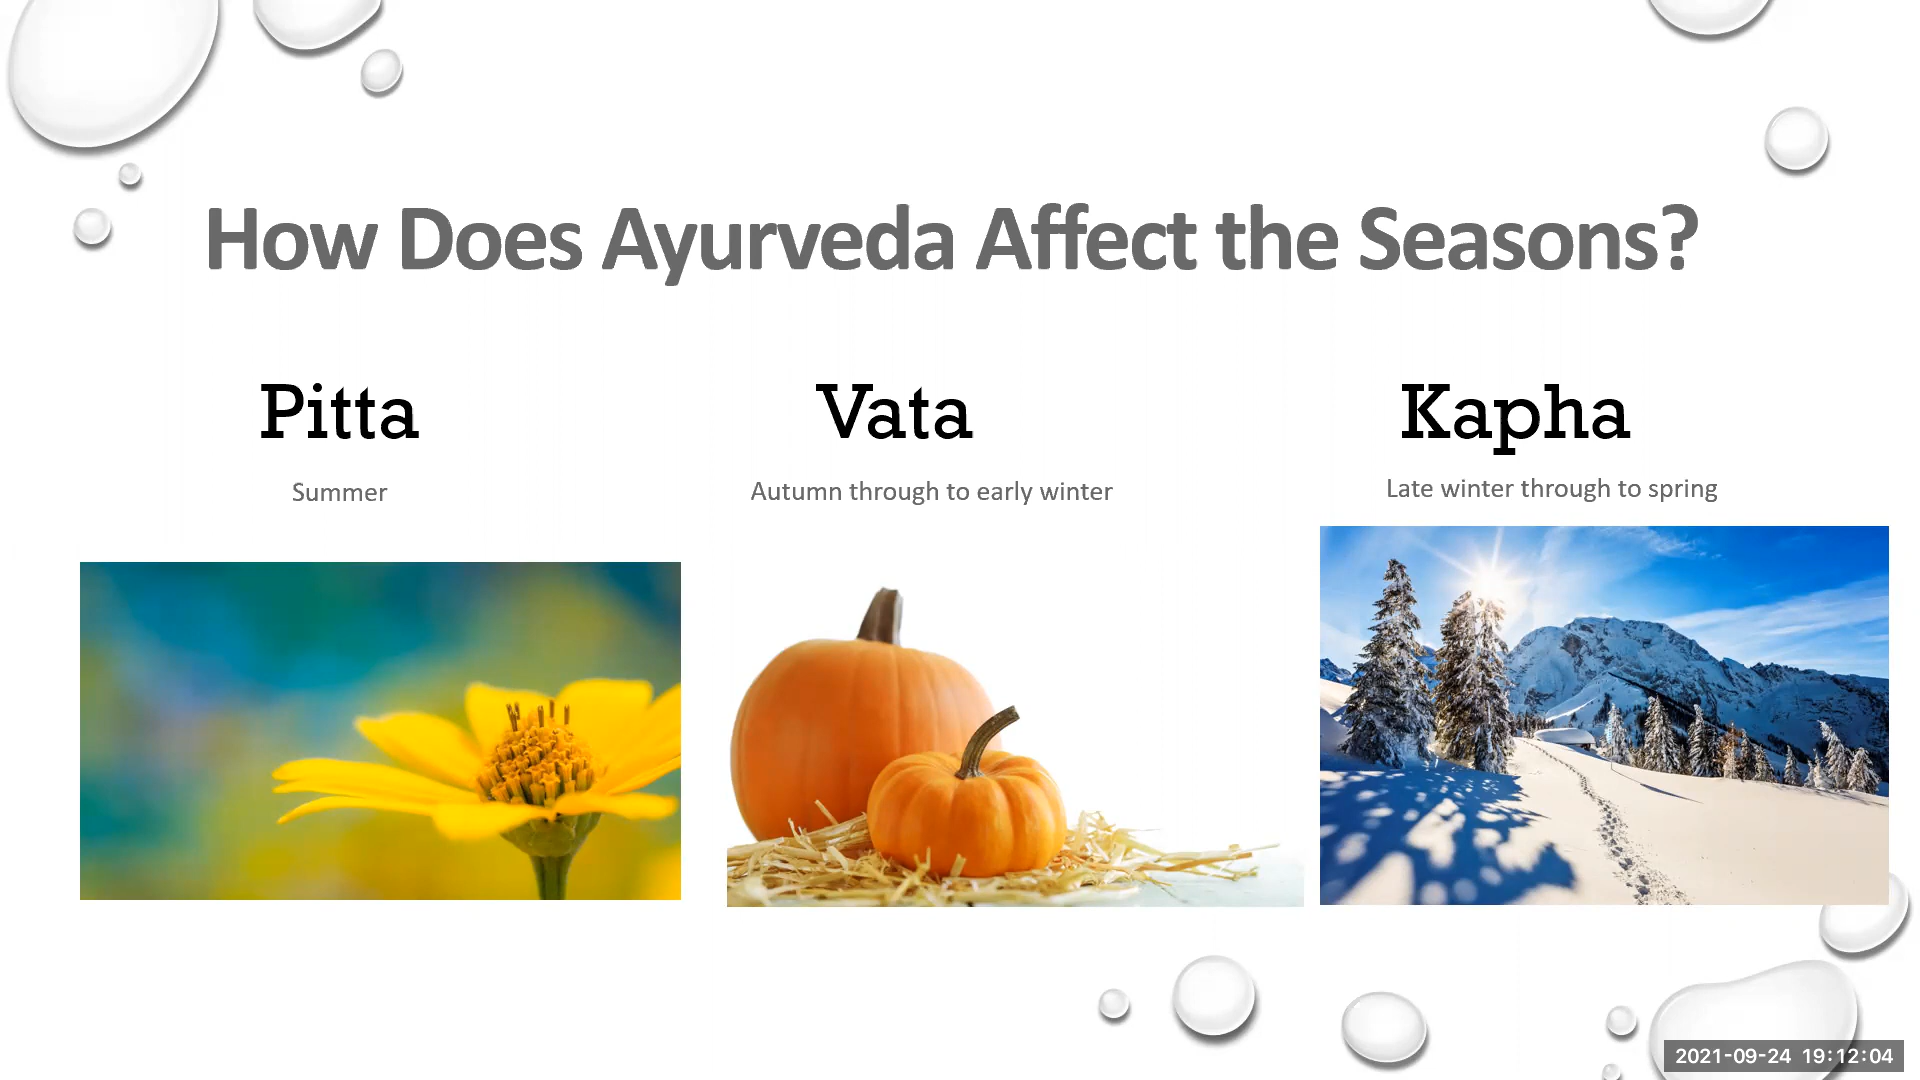 How Does Ayurveda Affect the Seasons?
Pitta
Summer
Vata
Autumn through to early winter
Kapha
Late winter through to spring
2021-09-24 19:12:04